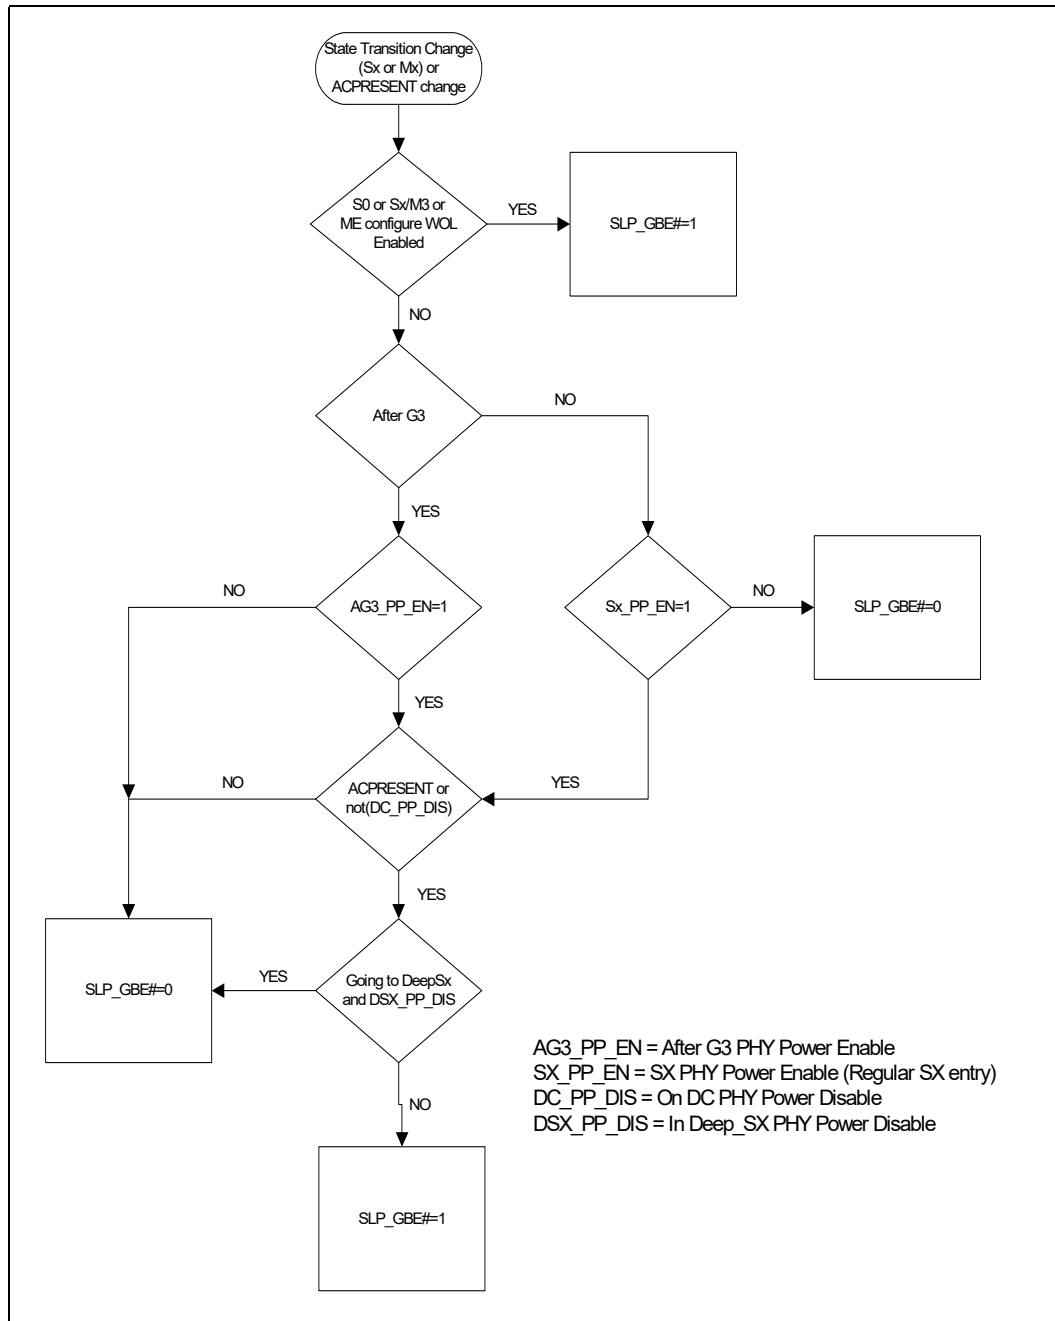 State Transition Change
(Sx or Mx) or
ACPRESENT change
S0 or Sx/M3 or
ME configure WOL
Enabled
YES
SLP_GBE#=1
NO
After G3
NO
YES
AG3_PP_EN=1
NO
Sx_PP_EN=1
NO
SLP_GBE#=0
YES
ACPRESENT or
not(DC_PP_DIS)
NO
YES
YES
Going to DeepSx
and DSX_PP_DIS
YES
SLP_GBE#=0
NO
SLP_GBE#=1
AG3_PP_EN = After G3 PHY Power Enable
SX_PP_EN = SX PHY Power Enable (Regular SX entry)
DC_PP_DIS = On DC PHY Power Disable
DSX_PP_DIS = In Deep_SX PHY Power Disable